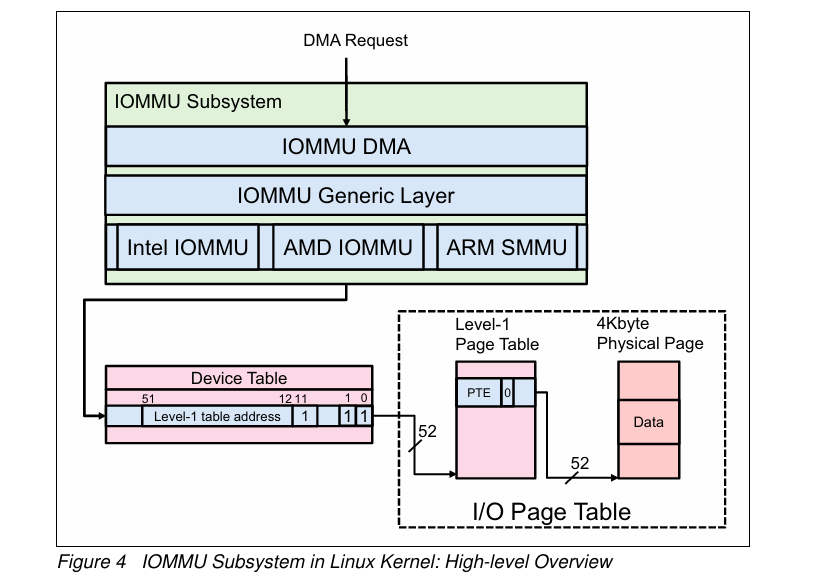 DMA Request
IOMMU Subsystem
IOMMU DMA
IOMMU Generic Layer
Intel IOMMU
AMD IOMMU
ARM SMMU
Level-1
Page Table
4Kbyte
Physical Page
Device Table
51
12 11
1
0
Level-1 table address
1
1
1
PTE
0
Data
52
52
I/O Page Table
Figure 4 IOMMU Subsystem in Linux Kernel: High-level Overview